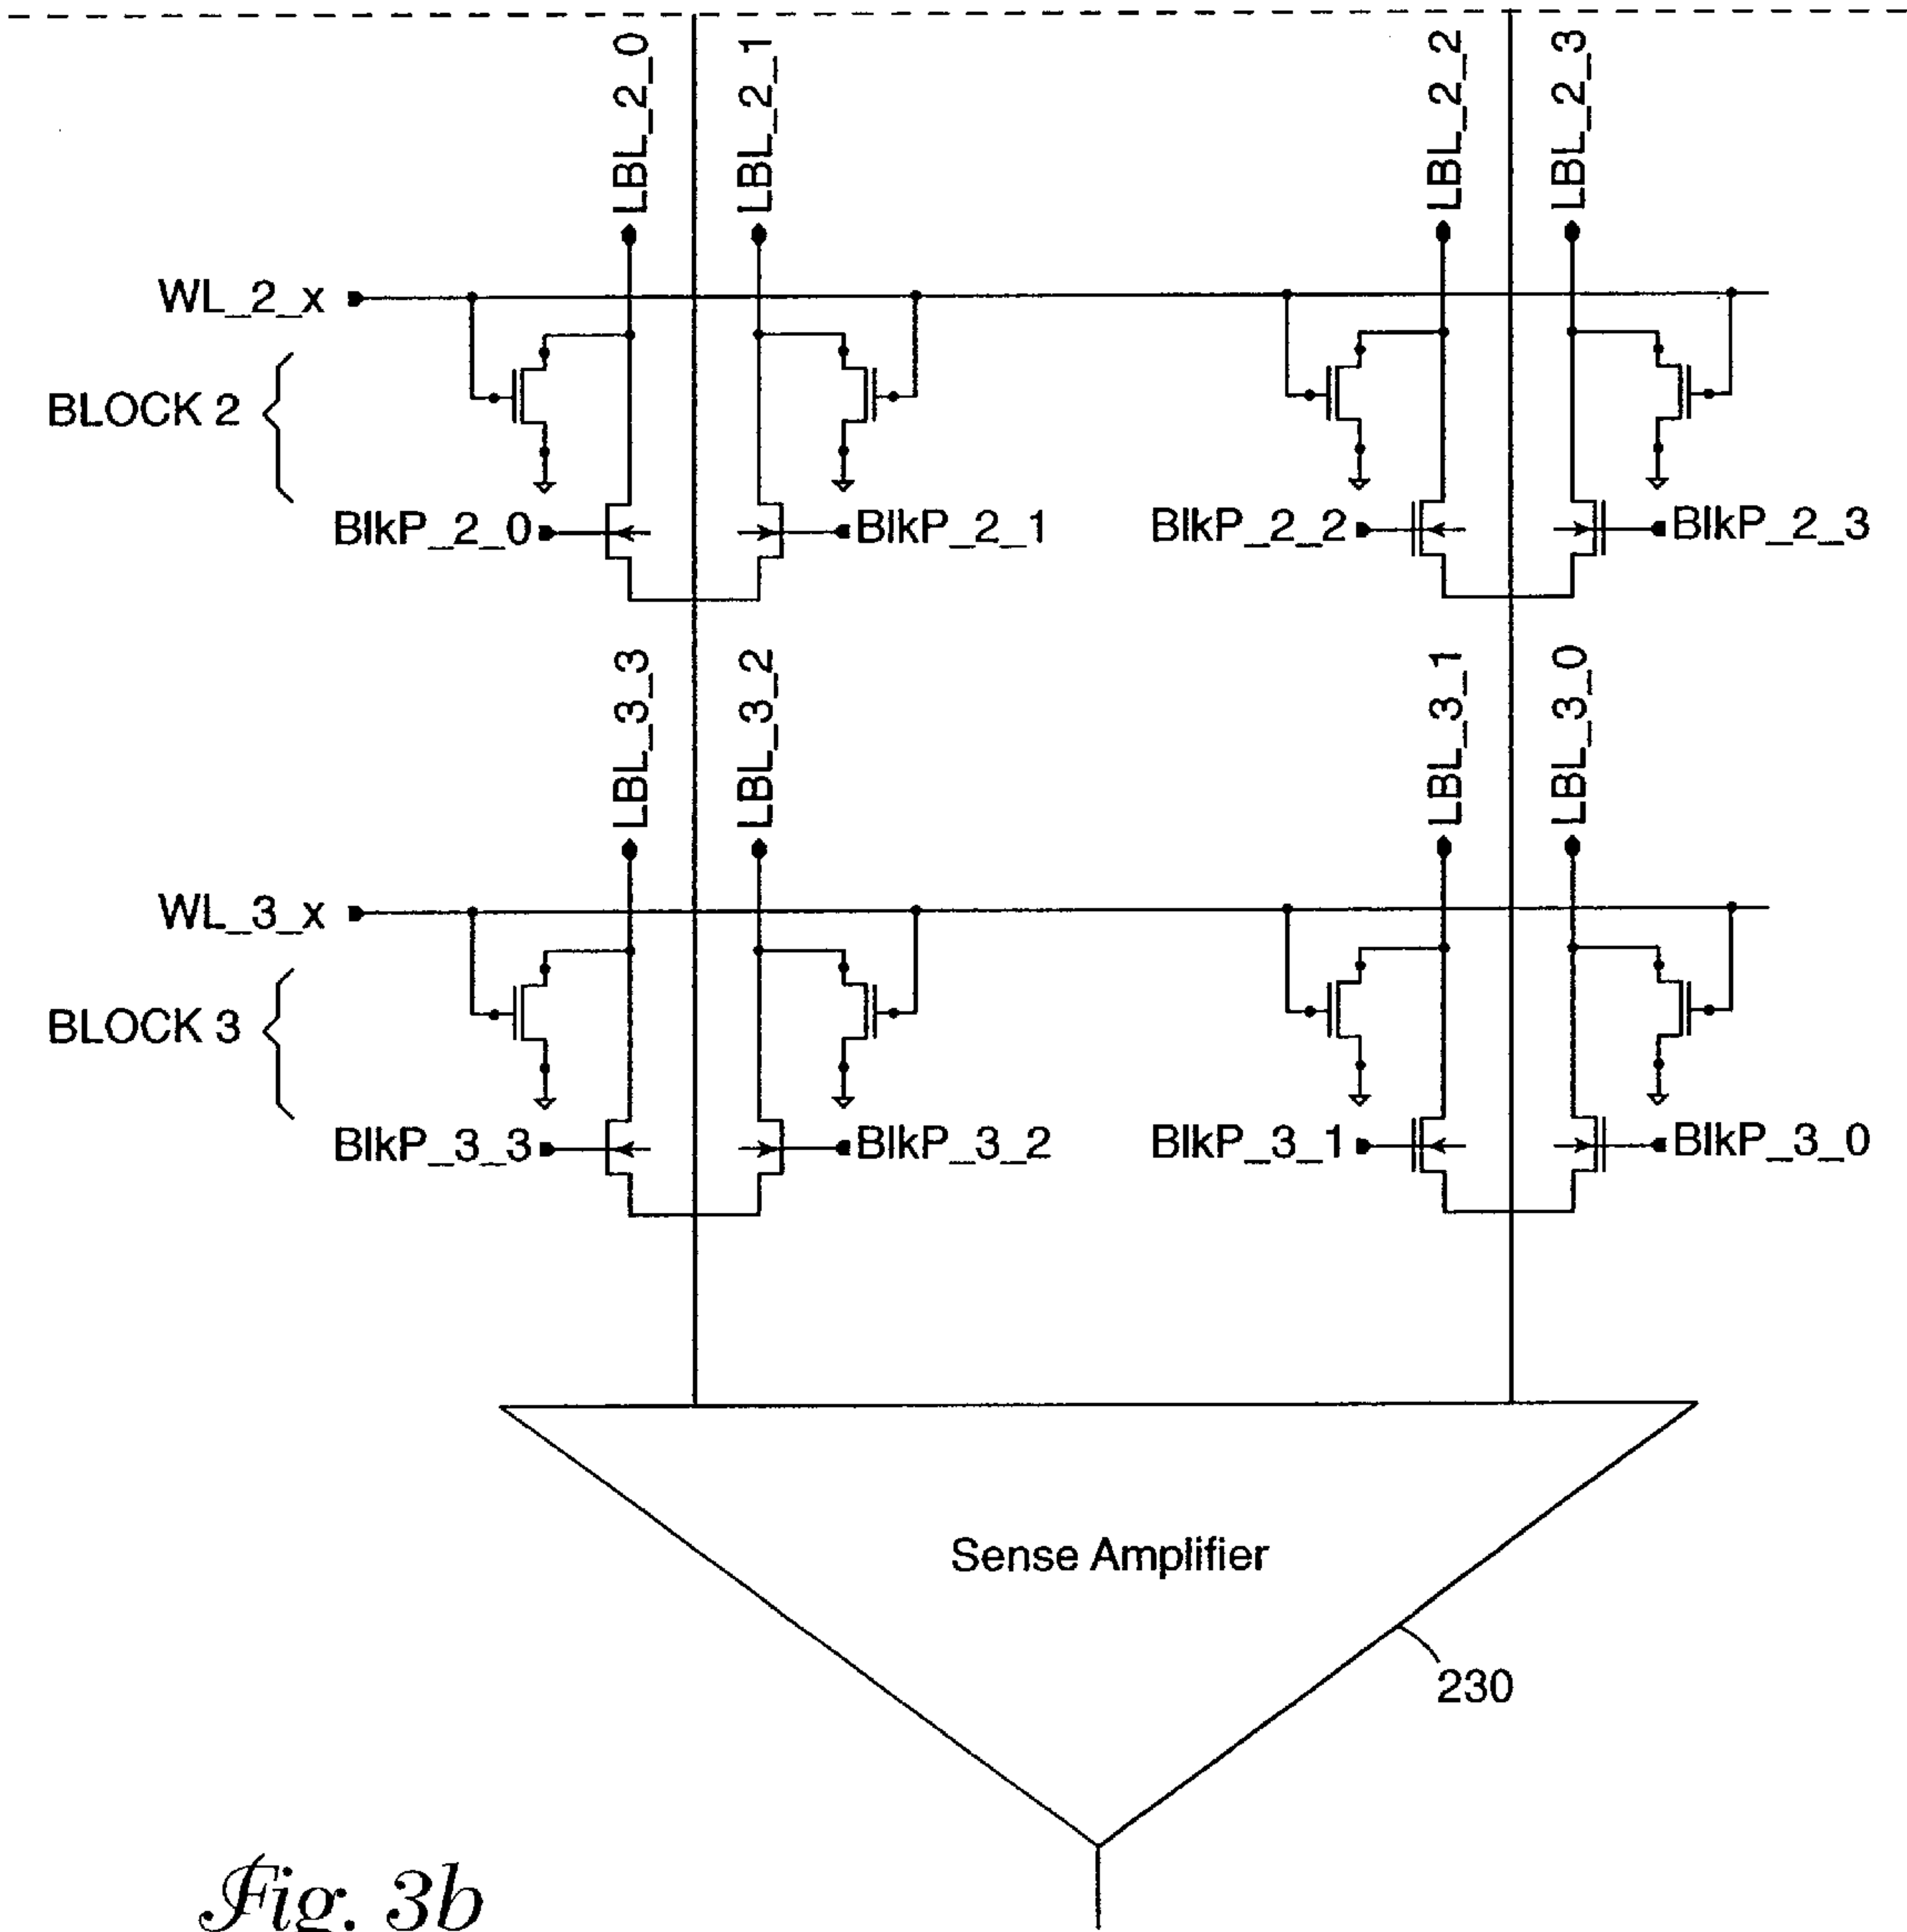 LBL_2_0
LBL_2_1
LBL_2_2
LBL_2_3
WL_2_x
BLOCK 2
BlkP_2_0
BlkP_2_1
BlkP_2_2
BlkP_2_3
LBL_3_3
LBL_3_2
LBL_3_1
LBL_3_0
WL_3_x
BLOCK 3
BlkP_3_3
BlkP_3_2
BlkP_3_1
BlkP_3_0
Sense Amplifier
230
Fig. 3b